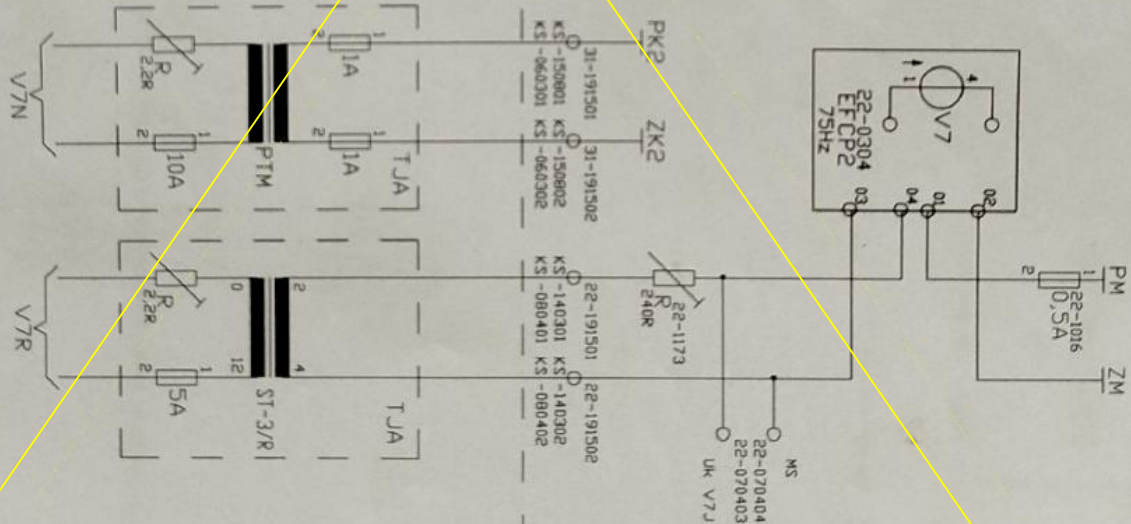 PM
ZM
1
2
22-1016
0,5A
4
1
V7
22-0304
EFCP2
75Hz
03
04
01
02
PK2
ZK2
31-191501
KS -150801
KS -060301
31-191502
KS -150802
KS -060302
1
2
1A
1
2
1A
TJA
PTM
R
2,2R
1
2
10A
V7N
22-1173
R
240R
22-191501
KS -140301
KS -080401
22-191502
KS -140302
KS -080402
MS
22-070404
22-070403
Uk V7J
2
4
TJA
0
12
ST-3/R
R
2,2R
1
2
5A
V7R